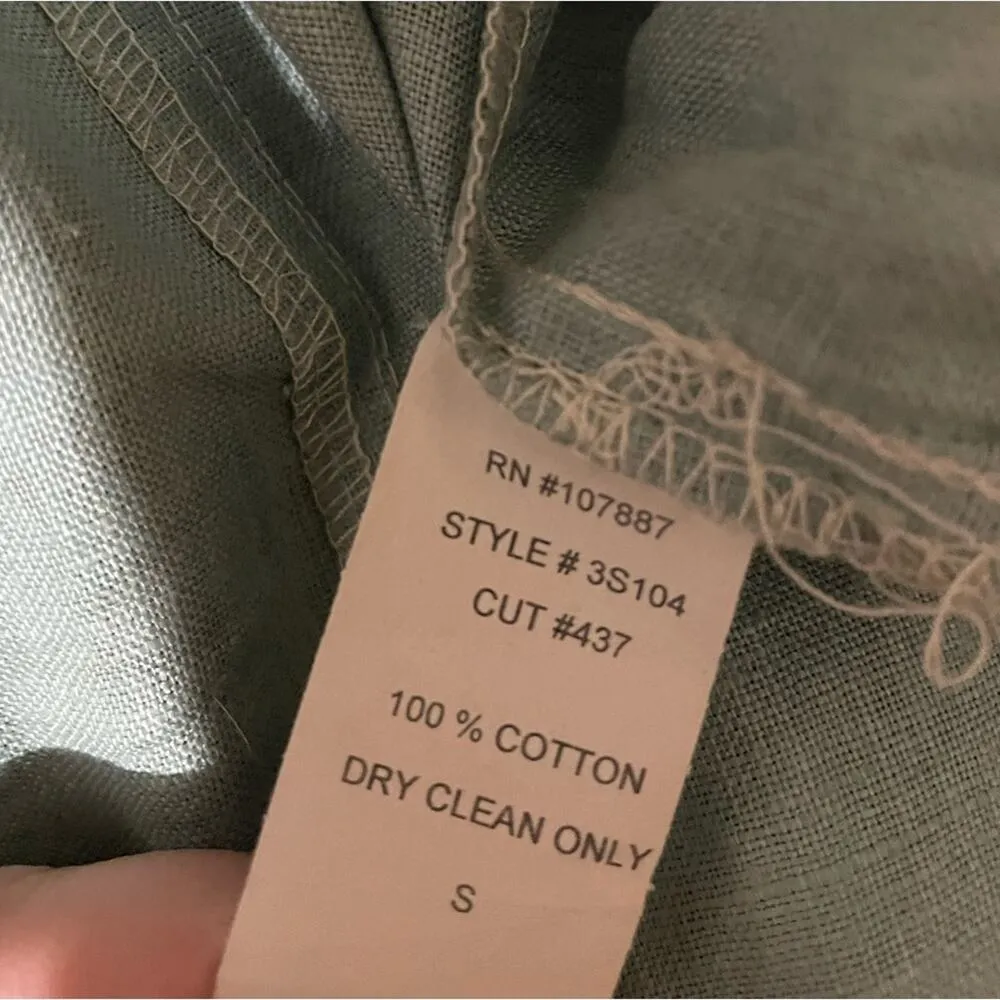 RN #107887
STYLE # 3S104
CUT #437
100 % COTTON
DRY CLEAN ONLY
S